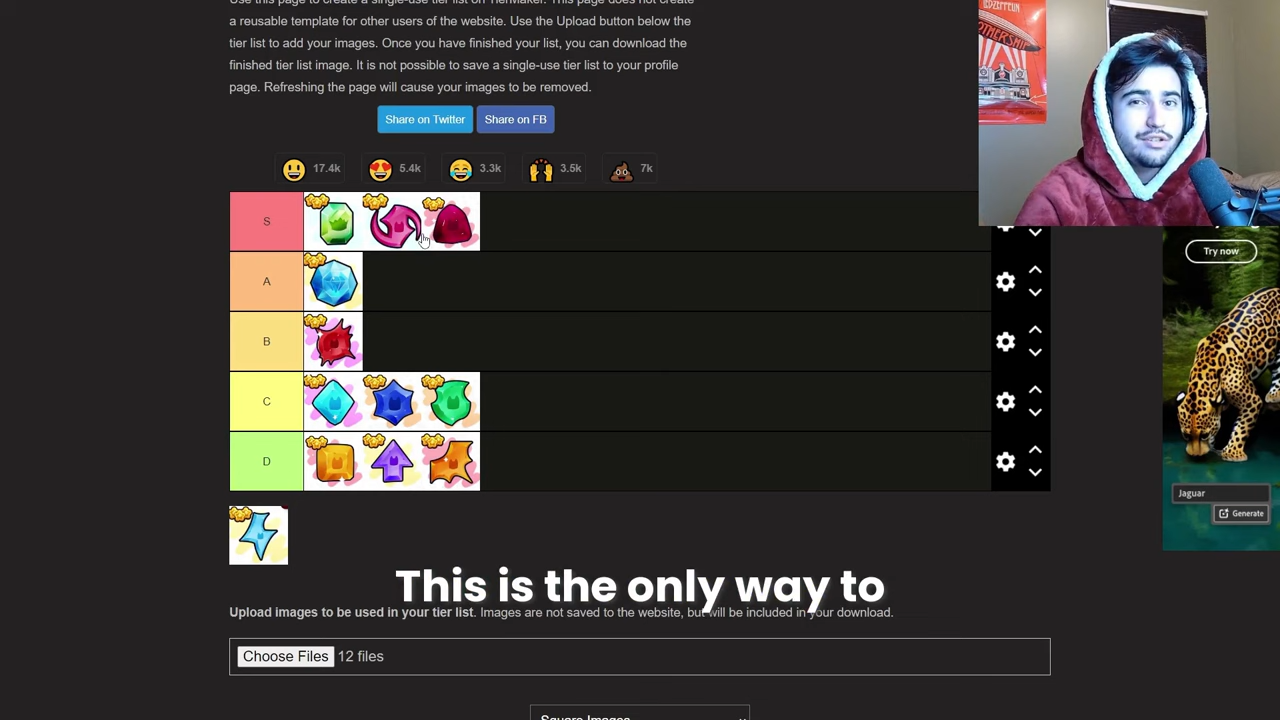 Use this page to create a single-use tier list on TierMaker. This page does not create
a reusable template for other users of the website. Use the Upload button below the
tier list to add your images. Once you have finished your list, you can download the
finished tier list image. It is not possible to save a single-use tier list to your profile
page. Refreshing the page will cause your images to be removed.
Share on Twitter Share on FB
17.4k 5.4k 3.3k 3.5k 7k
LED ZEPPELIN
MOTHERSHIP
Try now
S
A
B
C
D
Jaguar
Generate
This is the only way to
Upload images to be used in your tier list. Images are not saved to the website, but will be included in your download.
Choose Files 12 files
Square Images